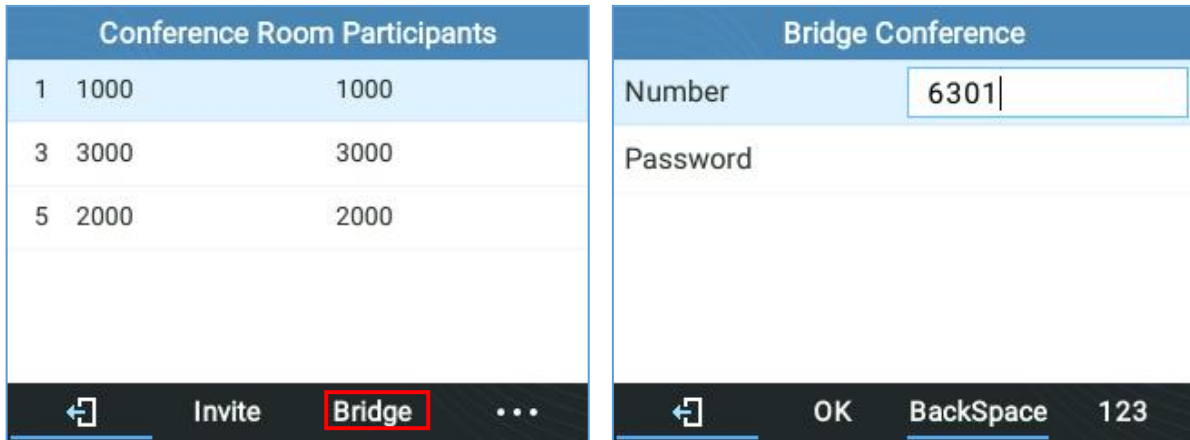 Conference Room Participants
1 1000 1000
3 3000 3000
5 2000 2000
Invite Bridge ...
Bridge Conference
Number 6301
Password
OK BackSpace 123